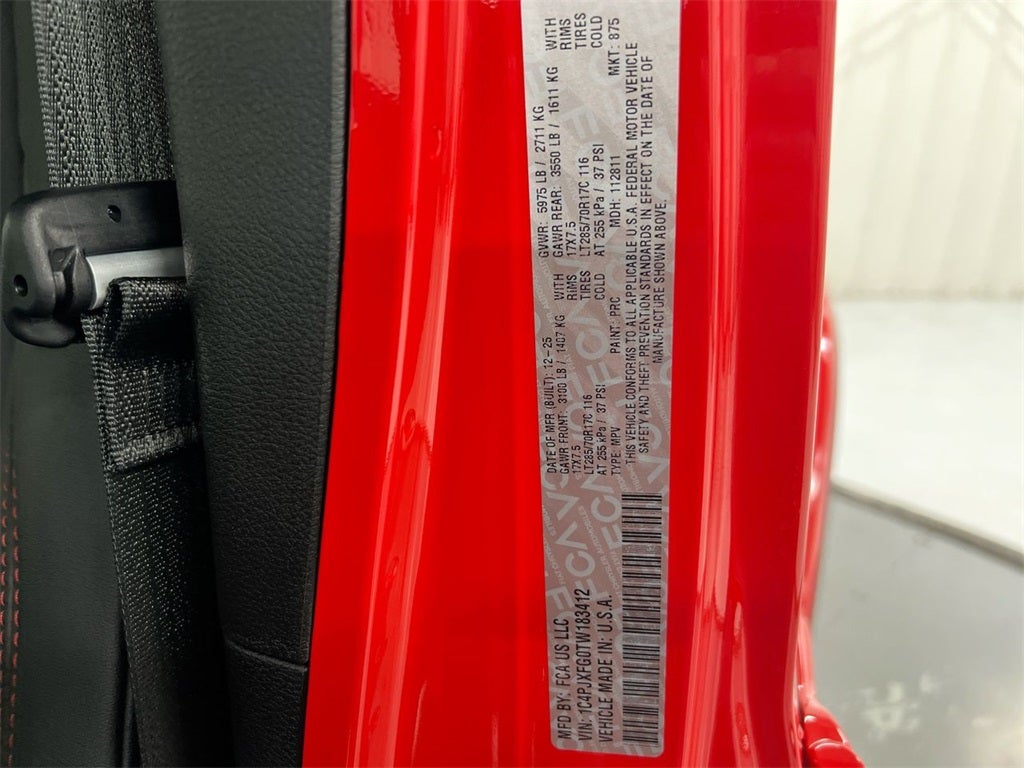 MFD BY: FCA US LLC
VIN: 1C4PJXFG0TW183412
VEHICLE MADE IN: U.S.A.
DATE OF MFR (BUILT): 12-25
GAWR FRONT: 3100 LB / 1407 KG WITH
17X7.5 RIMS
LT285/70R17C 116 TIRES
AT 255 kPa / 37 PSI COLD
TYPE: MPV PAINT: PRC
GVWR: 5975 LB / 2711 KG
GAWR REAR: 3550 LB / 1611 KG WITH
17X7.5 RIMS
LT285/70R17C 116 TIRES
AT 255 kPa / 37 PSI COLD
MDH: 112811 MKT: 875
THIS VEHICLE CONFORMS TO ALL APPLICABLE U.S.A. FEDERAL MOTOR VEHICLE
SAFETY AND THEFT PREVENTION STANDARDS IN EFFECT ON THE DATE OF
MANUFACTURE SHOWN ABOVE.